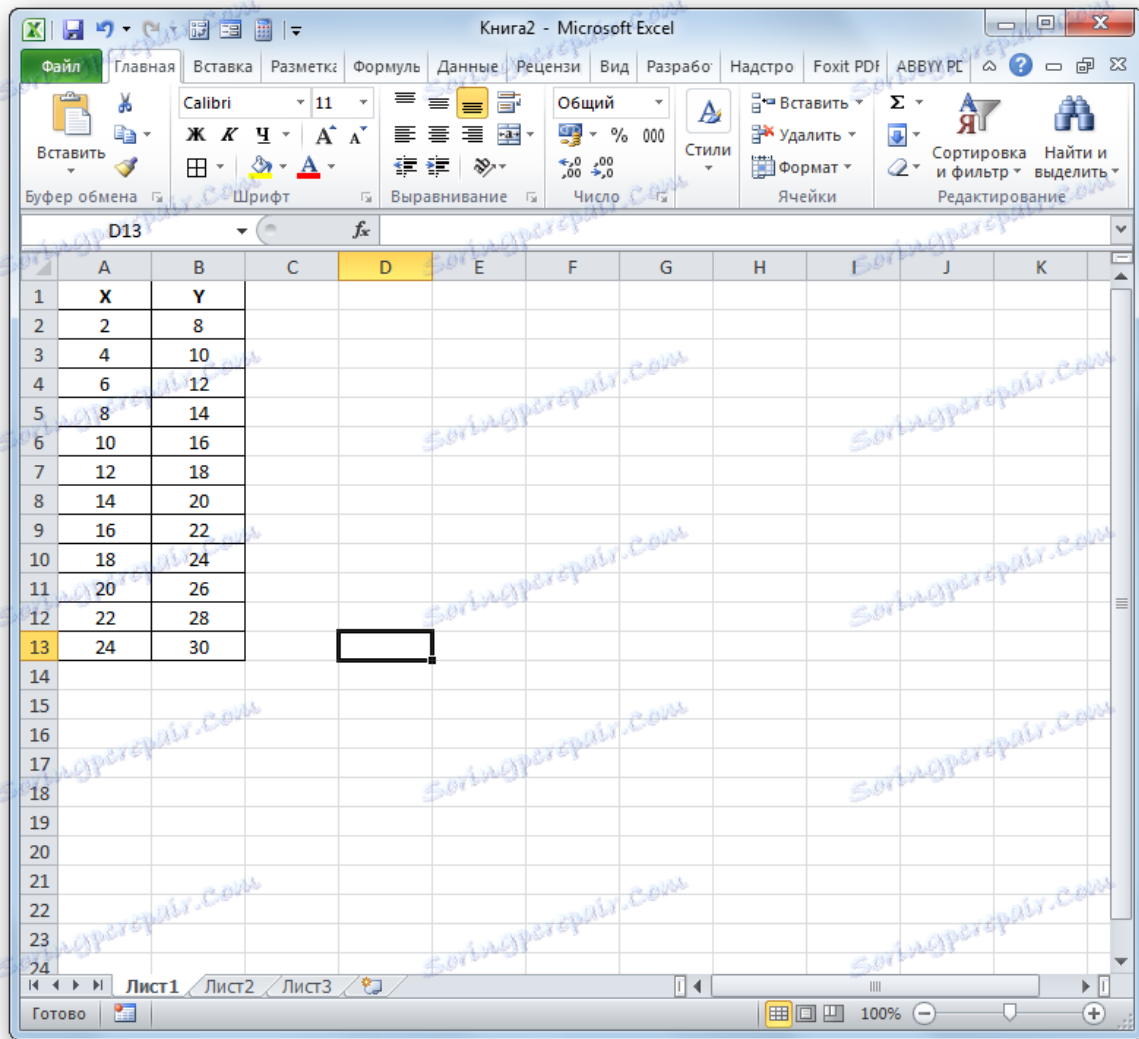 Книга2 - Microsoft Excel
Файл Главная Вставка Разметка Формуль Данные Рецензи Вид Разрабо Надстро Foxit PDF ABBYY PD
Calibri 11 Общий Вставить Σ
Вставить Ж К Ч А А % 000 Стили Удалить Сортировка и фильтр Найти и выделить
А ,00 ,0 Формат
Буфер обмена Шрифт Выравнивание Число Ячейки Редактирование
D13 fx
A B C D E F G H I J K
1 X Y
2 2 8
3 4 10
4 6 12
5 8 14
6 10 16
7 12 18
8 14 20
9 16 22
10 18 24
11 20 26
12 22 28
13 24 30
14
15
16
17
18
19
20
21
22
23
24
Лист1 Лист2 Лист3
Готово 100%